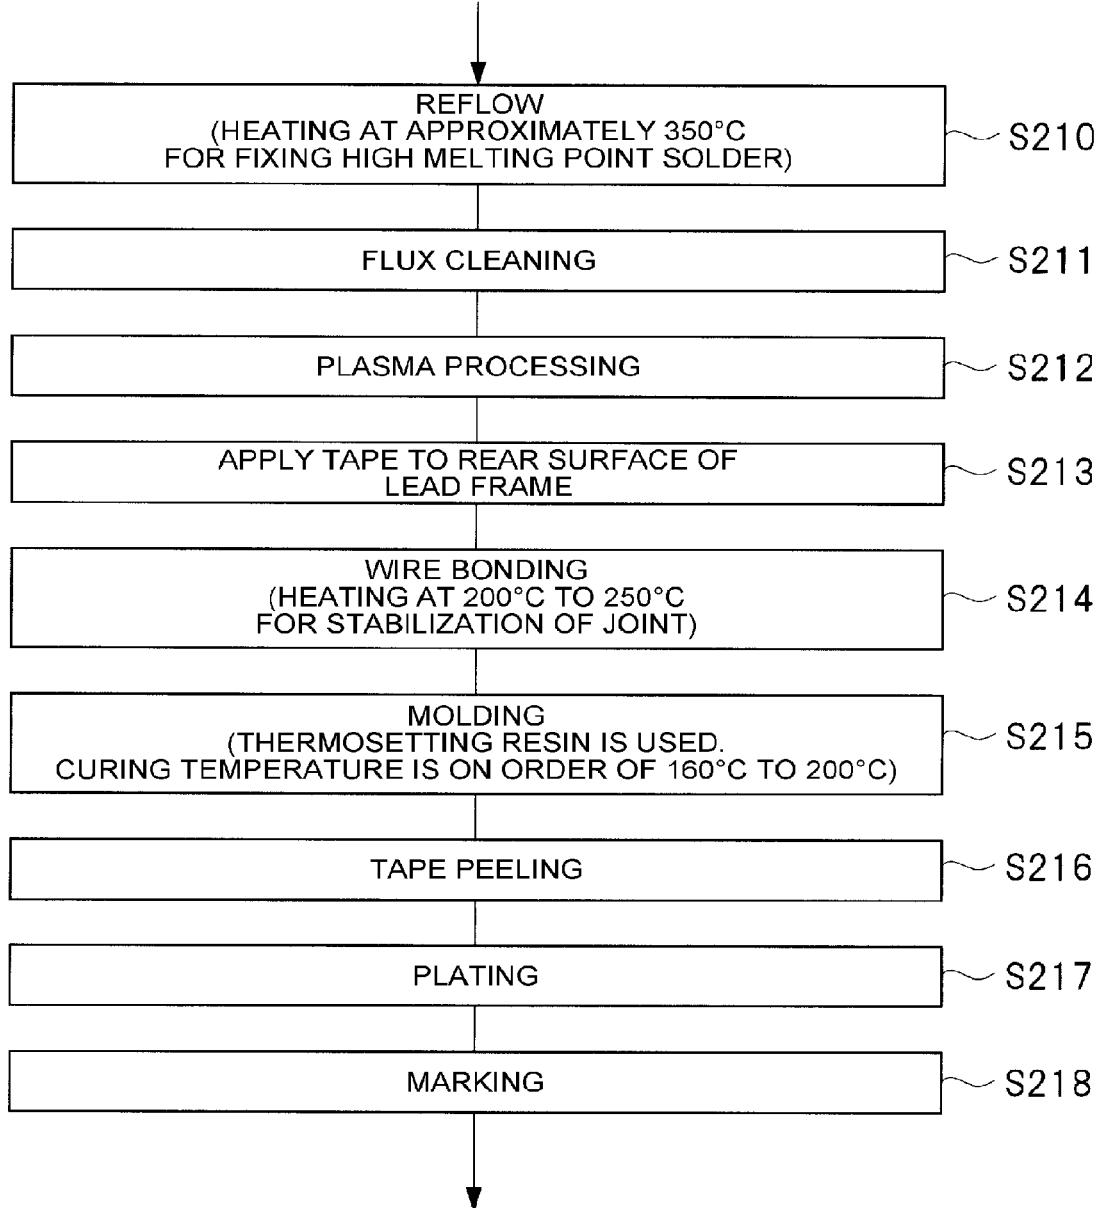 REFLOW
(HEATING AT APPROXIMATELY 350°C
FOR FIXING HIGH MELTING POINT SOLDER)
S210
FLUX CLEANING
S211
PLASMA PROCESSING
S212
APPLY TAPE TO REAR SURFACE OF
LEAD FRAME
S213
WIRE BONDING
(HEATING AT 200°C TO 250°C
FOR STABILIZATION OF JOINT)
S214
MOLDING
(THERMOSETTING RESIN IS USED.
CURING TEMPERATURE IS ON ORDER OF 160°C TO 200°C)
S215
TAPE PEELING
S216
PLATING
S217
MARKING
S218